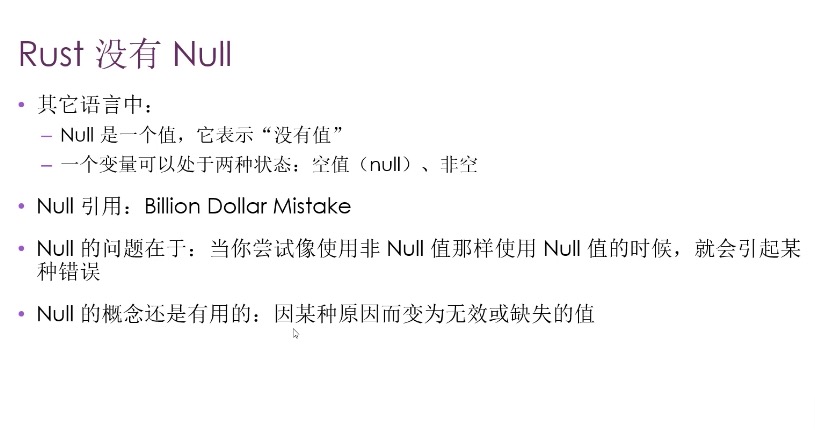 Rust 没有 Null
• 其它语言中：
– Null 是一个值，它表示“没有值”
– 一个变量可以处于两种状态：空值（null）、非空
• Null 引用：Billion Dollar Mistake
• Null 的问题在于：当你尝试像使用非 Null 值那样使用 Null 值的时候，就会引起某
种错误
• Null 的概念还是有用的：因某种原因而变为无效或缺失的值